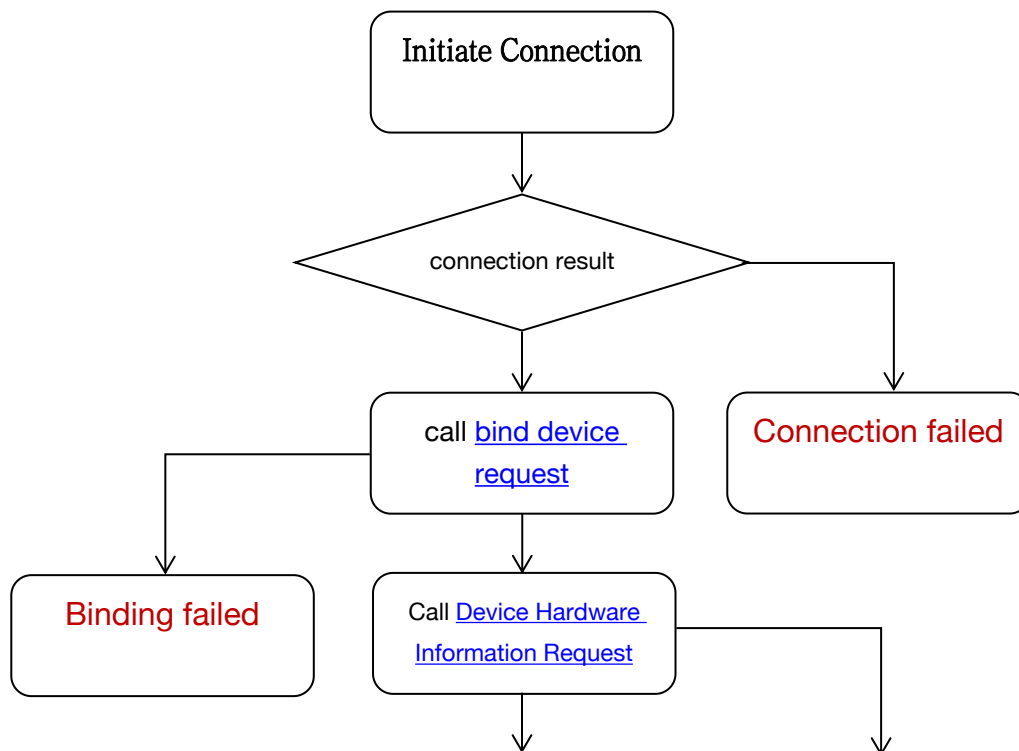 Initiate Connection
connection result
call bind device
request
Connection failed
Binding failed
Call Device Hardware
Information Request